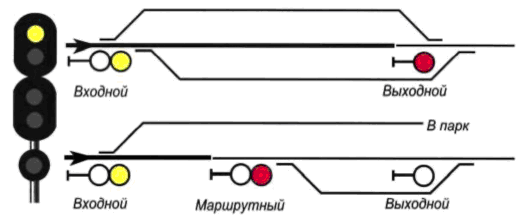 Входной
Выходной
В парк
Входной
Маршрутный
Выходной